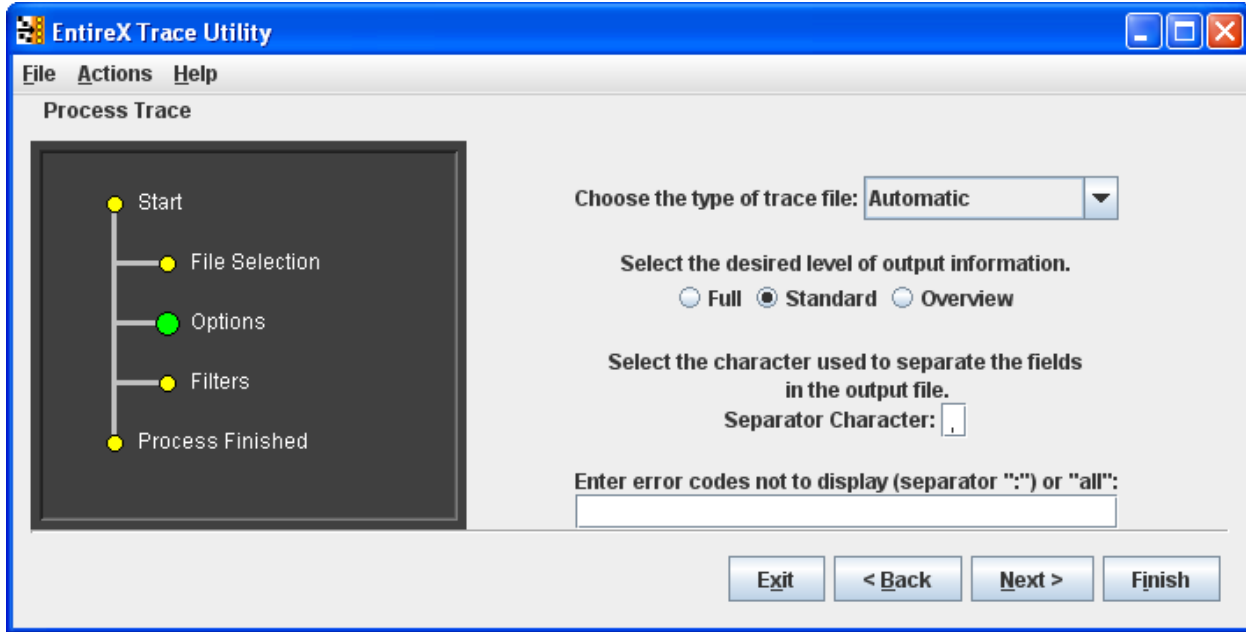 EntireX Trace Utility
File Actions Help
Process Trace
Start
File Selection
Options
Filters
Process Finished
Choose the type of trace file: Automatic
Select the desired level of output information.
Full Standard Overview
Select the character used to separate the fields
in the output file.
Separator Character: ,
Enter error codes not to display (separator ":") or "all":
Exit < Back Next > Finish